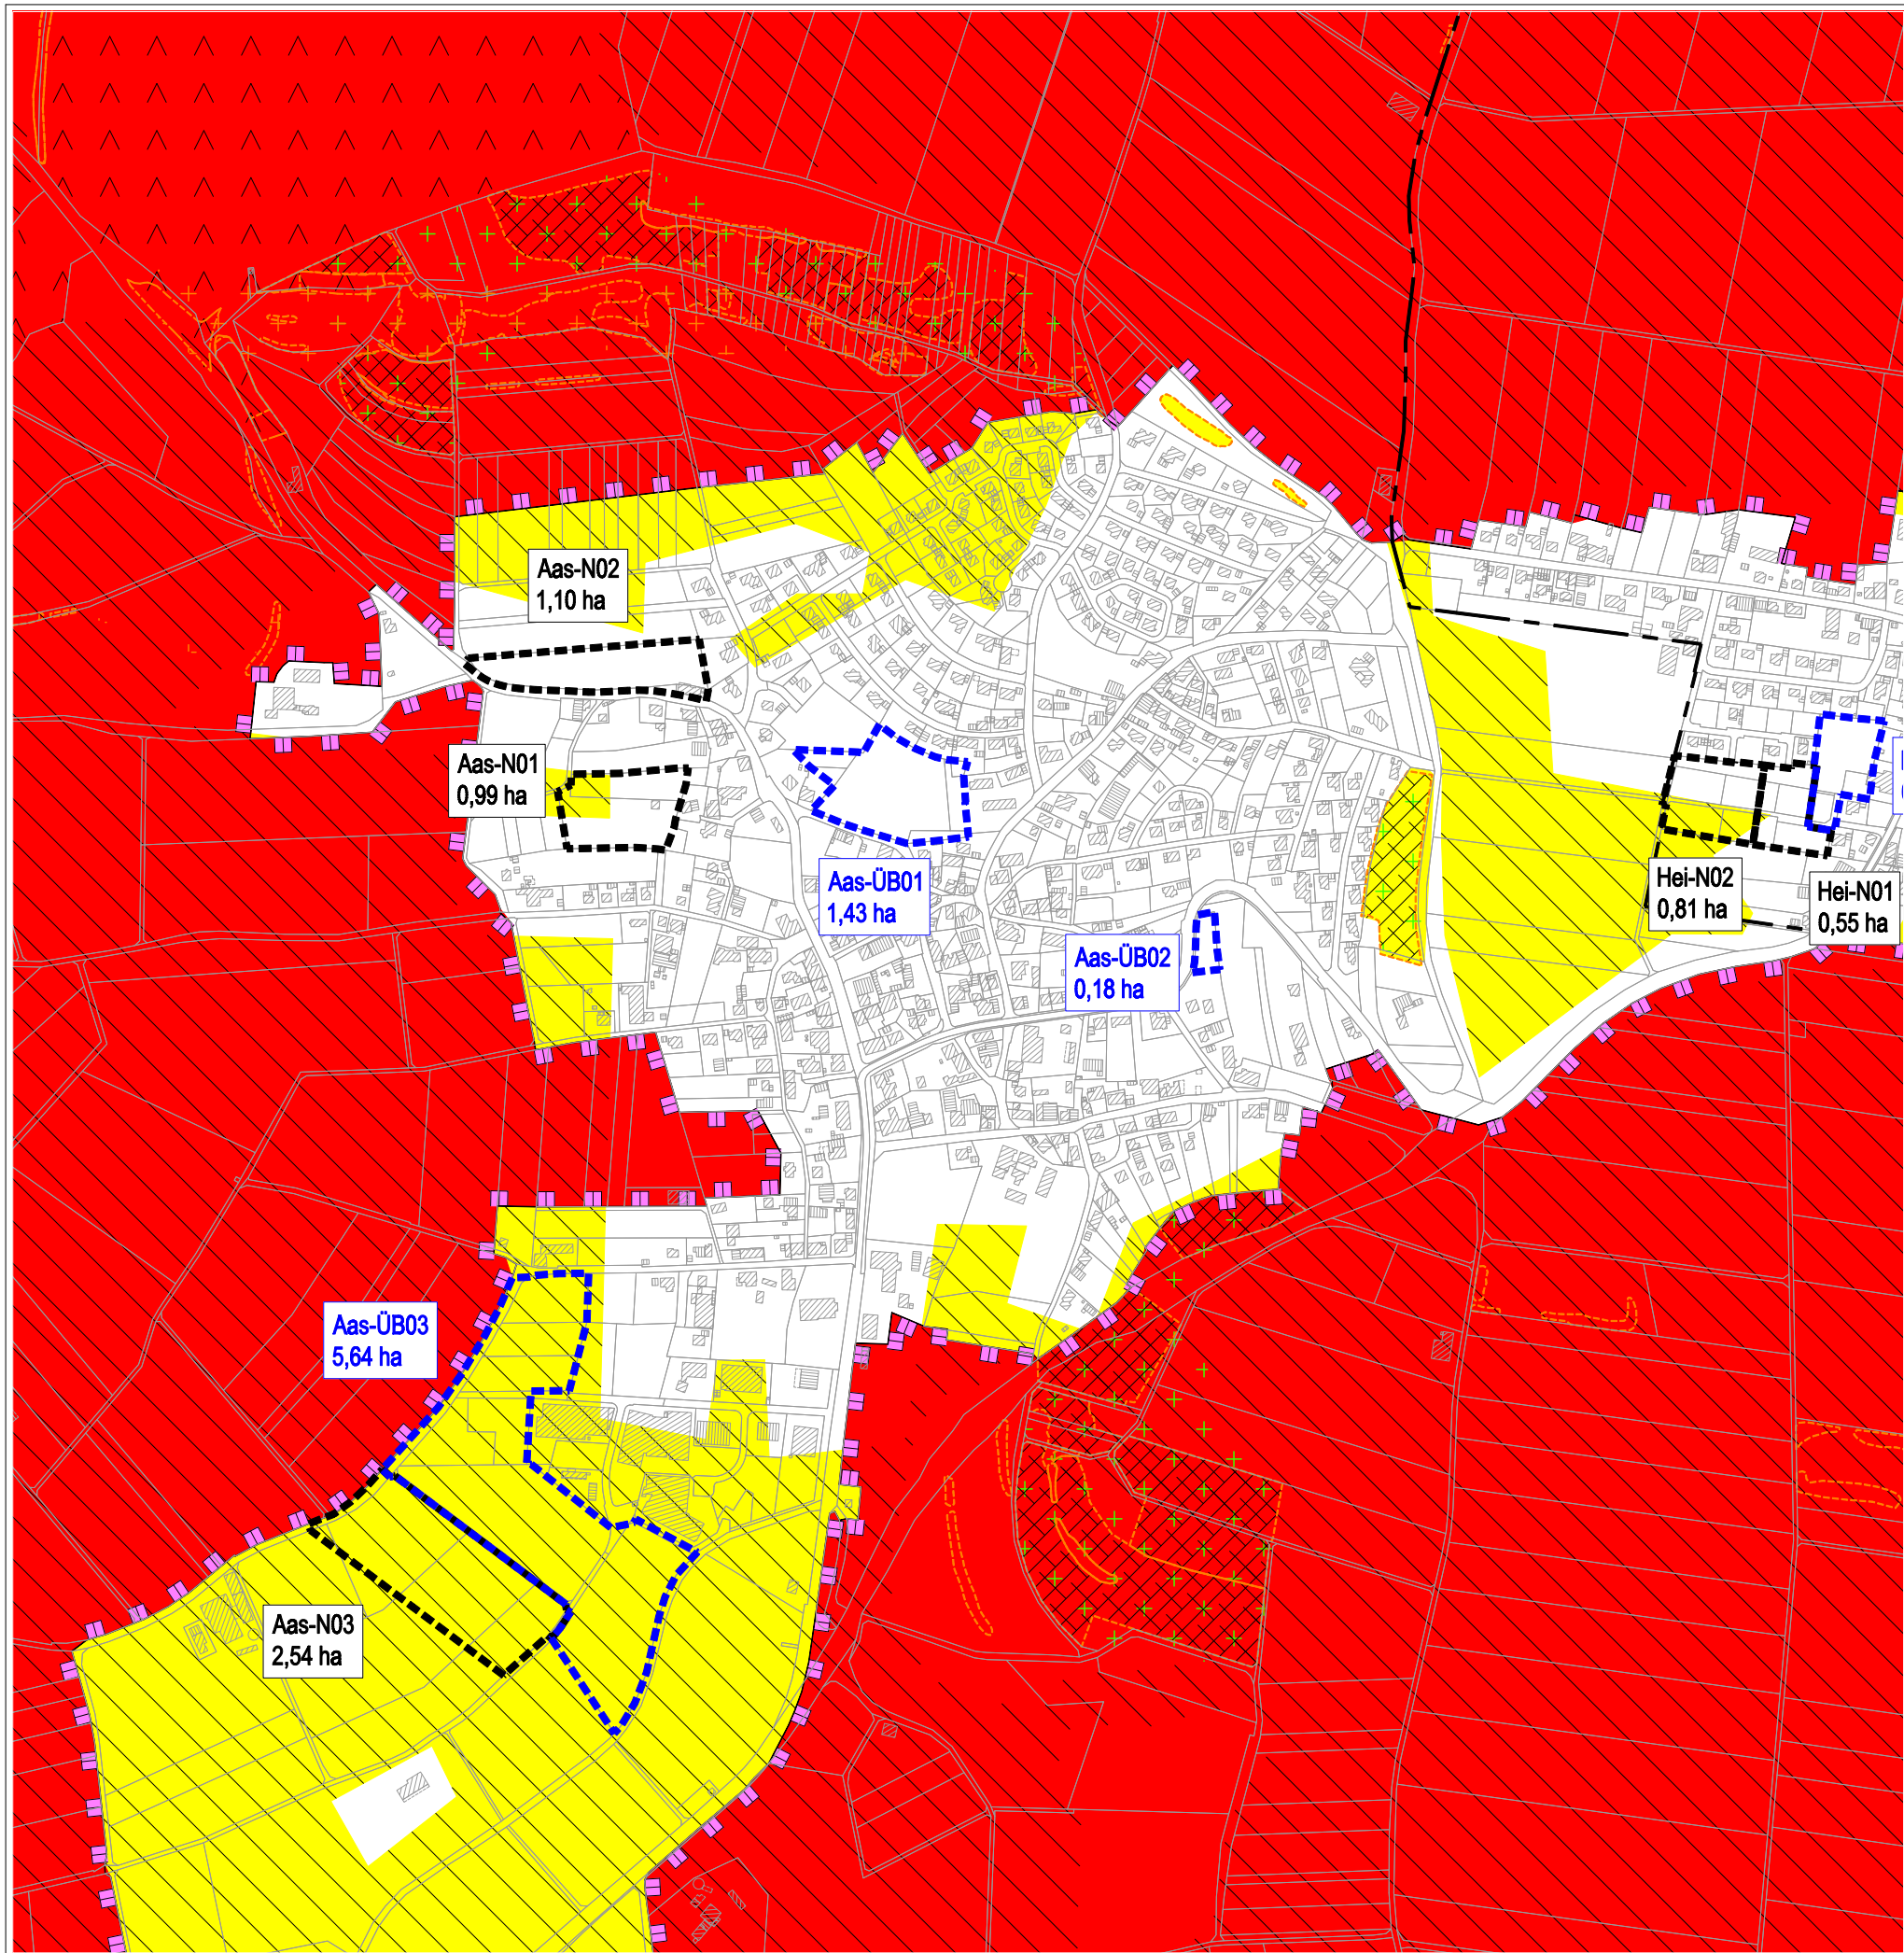 Aas-N02
1,10 ha
Aas-N01
0,99 ha
Aas-ÜB01
1,43 ha
Hei-N02
0,81 ha
Hei-N01
0,55 ha
Aas-ÜB02
0,18 ha
Aas-ÜB03
5,64 ha
Aas-N03
2,54 ha